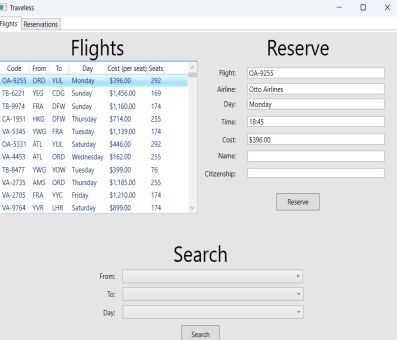 Traveless
Flights Reservations
Flights
Code From To Day Cost (per seat) Seats
OA-9255 ORD YUL Monday $396.00 292
TB-6221 YEG CDG Sunday $1,456.00 169
TB-9974 FRA DFW Sunday $1,160.00 174
CA-1951 HKG DFW Thursday $714.00 255
VA-5345 YWG FRA Tuesday $1,139.00 174
OA-5331 ATL YUL Saturday $446.00 292
VA-4453 ATL ORD Wednesday $162.00 255
TB-8477 YWG YOW Tuesday $399.00 76
VA-2735 AMS ORD Thursday $1,185.00 255
VA-2705 FRA YYC Friday $1,210.00 174
VA-9764 YVR LHR Saturday $899.00 174
Reserve
Flight: OA-9255
Airline: Otto Airlines
Day: Monday
Time: 18:45
Cost: $396.00
Name:
Citizenship:
Reserve
Search
From:
To:
Day:
Search